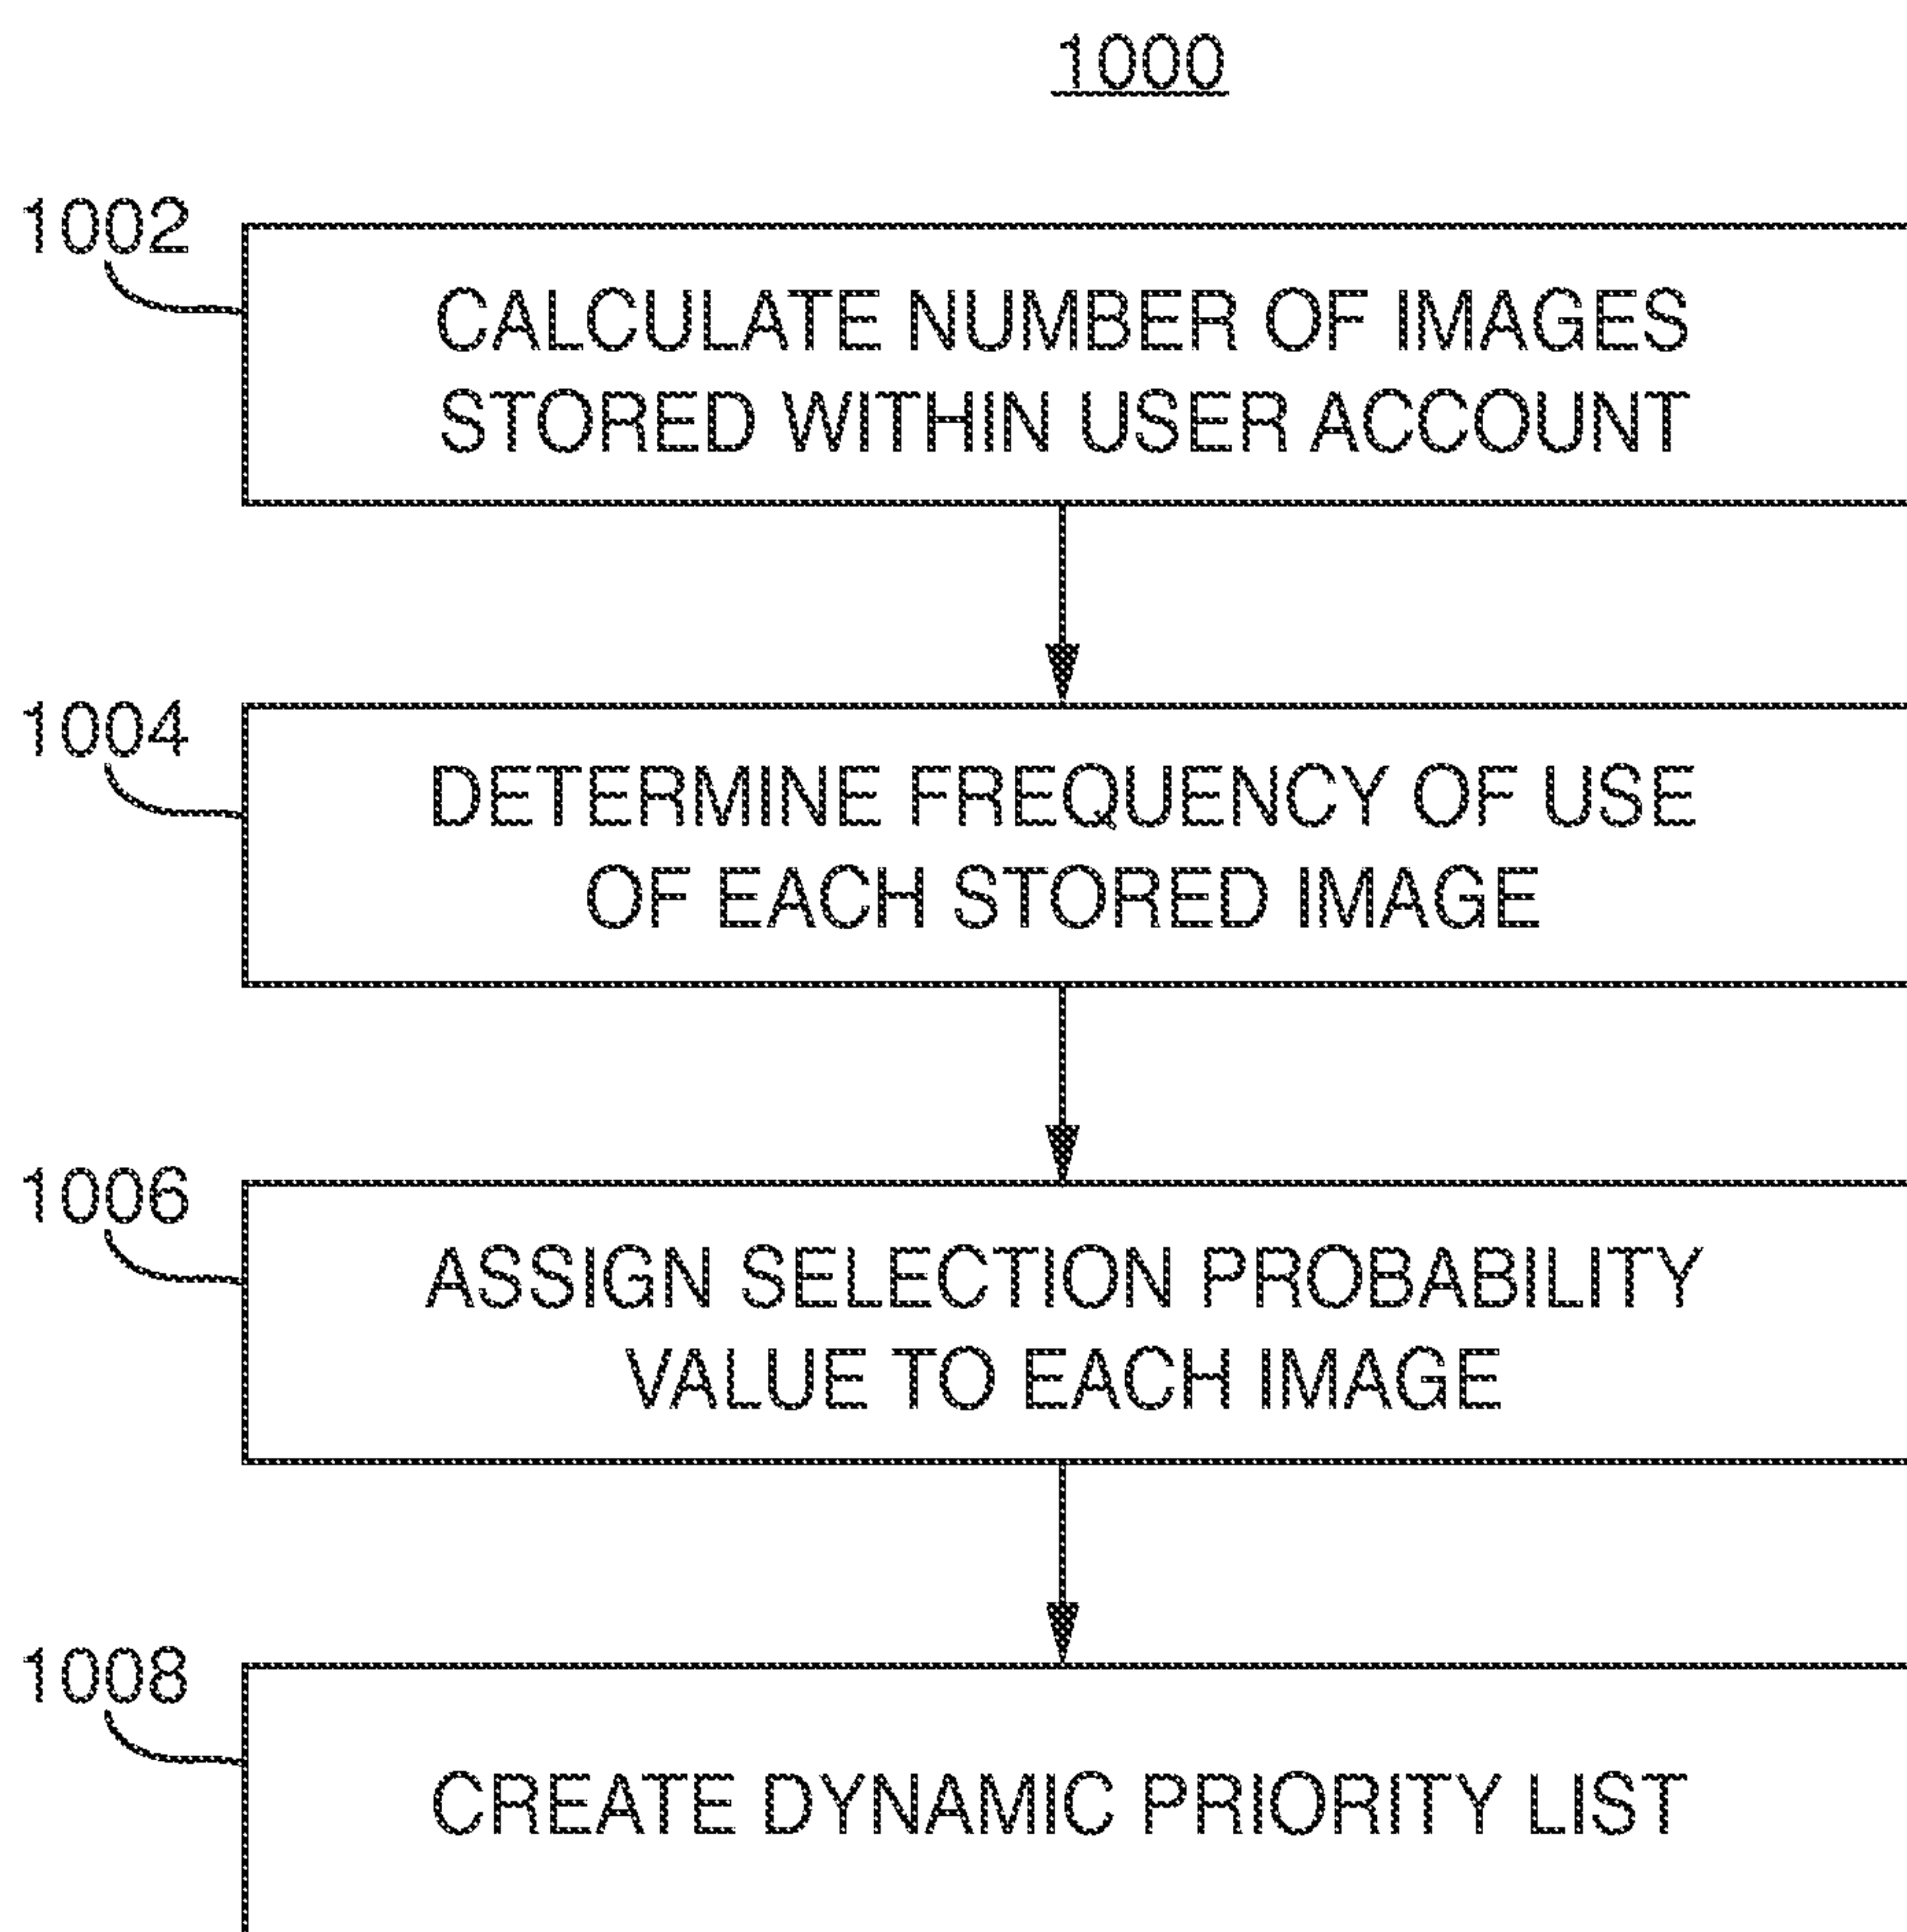 1000
1002
CALCULATE NUMBER OF IMAGES
STORED WITHIN USER ACCOUNT
1004
DETERMINE FREQUENCY OF USE
OF EACH STORED IMAGE
1006
ASSIGN SELECTION PROBABILITY
VALUE TO EACH IMAGE
1008
CREATE DYNAMIC PRIORITY LIST